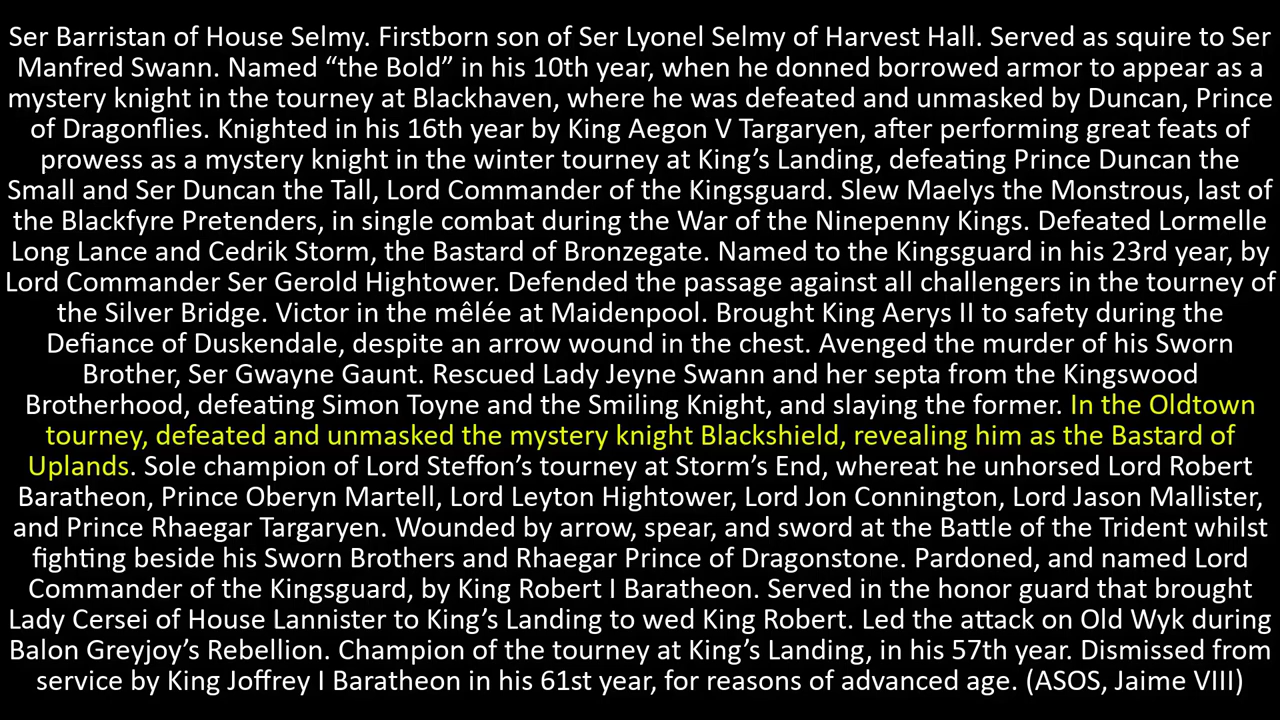 Ser Barristan of House Selmy. Firstborn son of Ser Lyonel Selmy of Harvest Hall. Served as squire to Ser
Manfred Swann. Named “the Bold” in his 10th year, when he donned borrowed armor to appear as a
mystery knight in the tourney at Blackhaven, where he was defeated and unmasked by Duncan, Prince
of Dragonflies. Knighted in his 16th year by King Aegon V Targaryen, after performing great feats of
prowess as a mystery knight in the winter tourney at King’s Landing, defeating Prince Duncan the
Small and Ser Duncan the Tall, Lord Commander of the Kingsguard. Slew Maelys the Monstrous, last of
the Blackfyre Pretenders, in single combat during the War of the Ninepenny Kings. Defeated Lormelle
Long Lance and Cedrik Storm, the Bastard of Bronzegate. Named to the Kingsguard in his 23rd year, by
Lord Commander Ser Gerold Hightower. Defended the passage against all challengers in the tourney of
the Silver Bridge. Victor in the mêlée at Maidenpool. Brought King Aerys II to safety during the
Defiance of Duskendale, despite an arrow wound in the chest. Avenged the murder of his Sworn
Brother, Ser Gwayne Gaunt. Rescued Lady Jeyne Swann and her septa from the Kingswood
Brotherhood, defeating Simon Toyne and the Smiling Knight, and slaying the former. In the Oldtown
tourney, defeated and unmasked the mystery knight Blackshield, revealing him as the Bastard of
Uplands. Sole champion of Lord Steffon’s tourney at Storm’s End, whereat he unhorsed Lord Robert
Baratheon, Prince Oberyn Martell, Lord Leyton Hightower, Lord Jon Connington, Lord Jason Mallister,
and Prince Rhaegar Targaryen. Wounded by arrow, spear, and sword at the Battle of the Trident whilst
fighting beside his Sworn Brothers and Rhaegar Prince of Dragonstone. Pardoned, and named Lord
Commander of the Kingsguard, by King Robert I Baratheon. Served in the honor guard that brought
Lady Cersei of House Lannister to King’s Landing to wed King Robert. Led the attack on Old Wyk during
Balon Greyjoy’s Rebellion. Champion of the tourney at King’s Landing, in his 57th year. Dismissed from
service by King Joffrey I Baratheon in his 61st year, for reasons of advanced age. (ASOS, Jaime VIII)